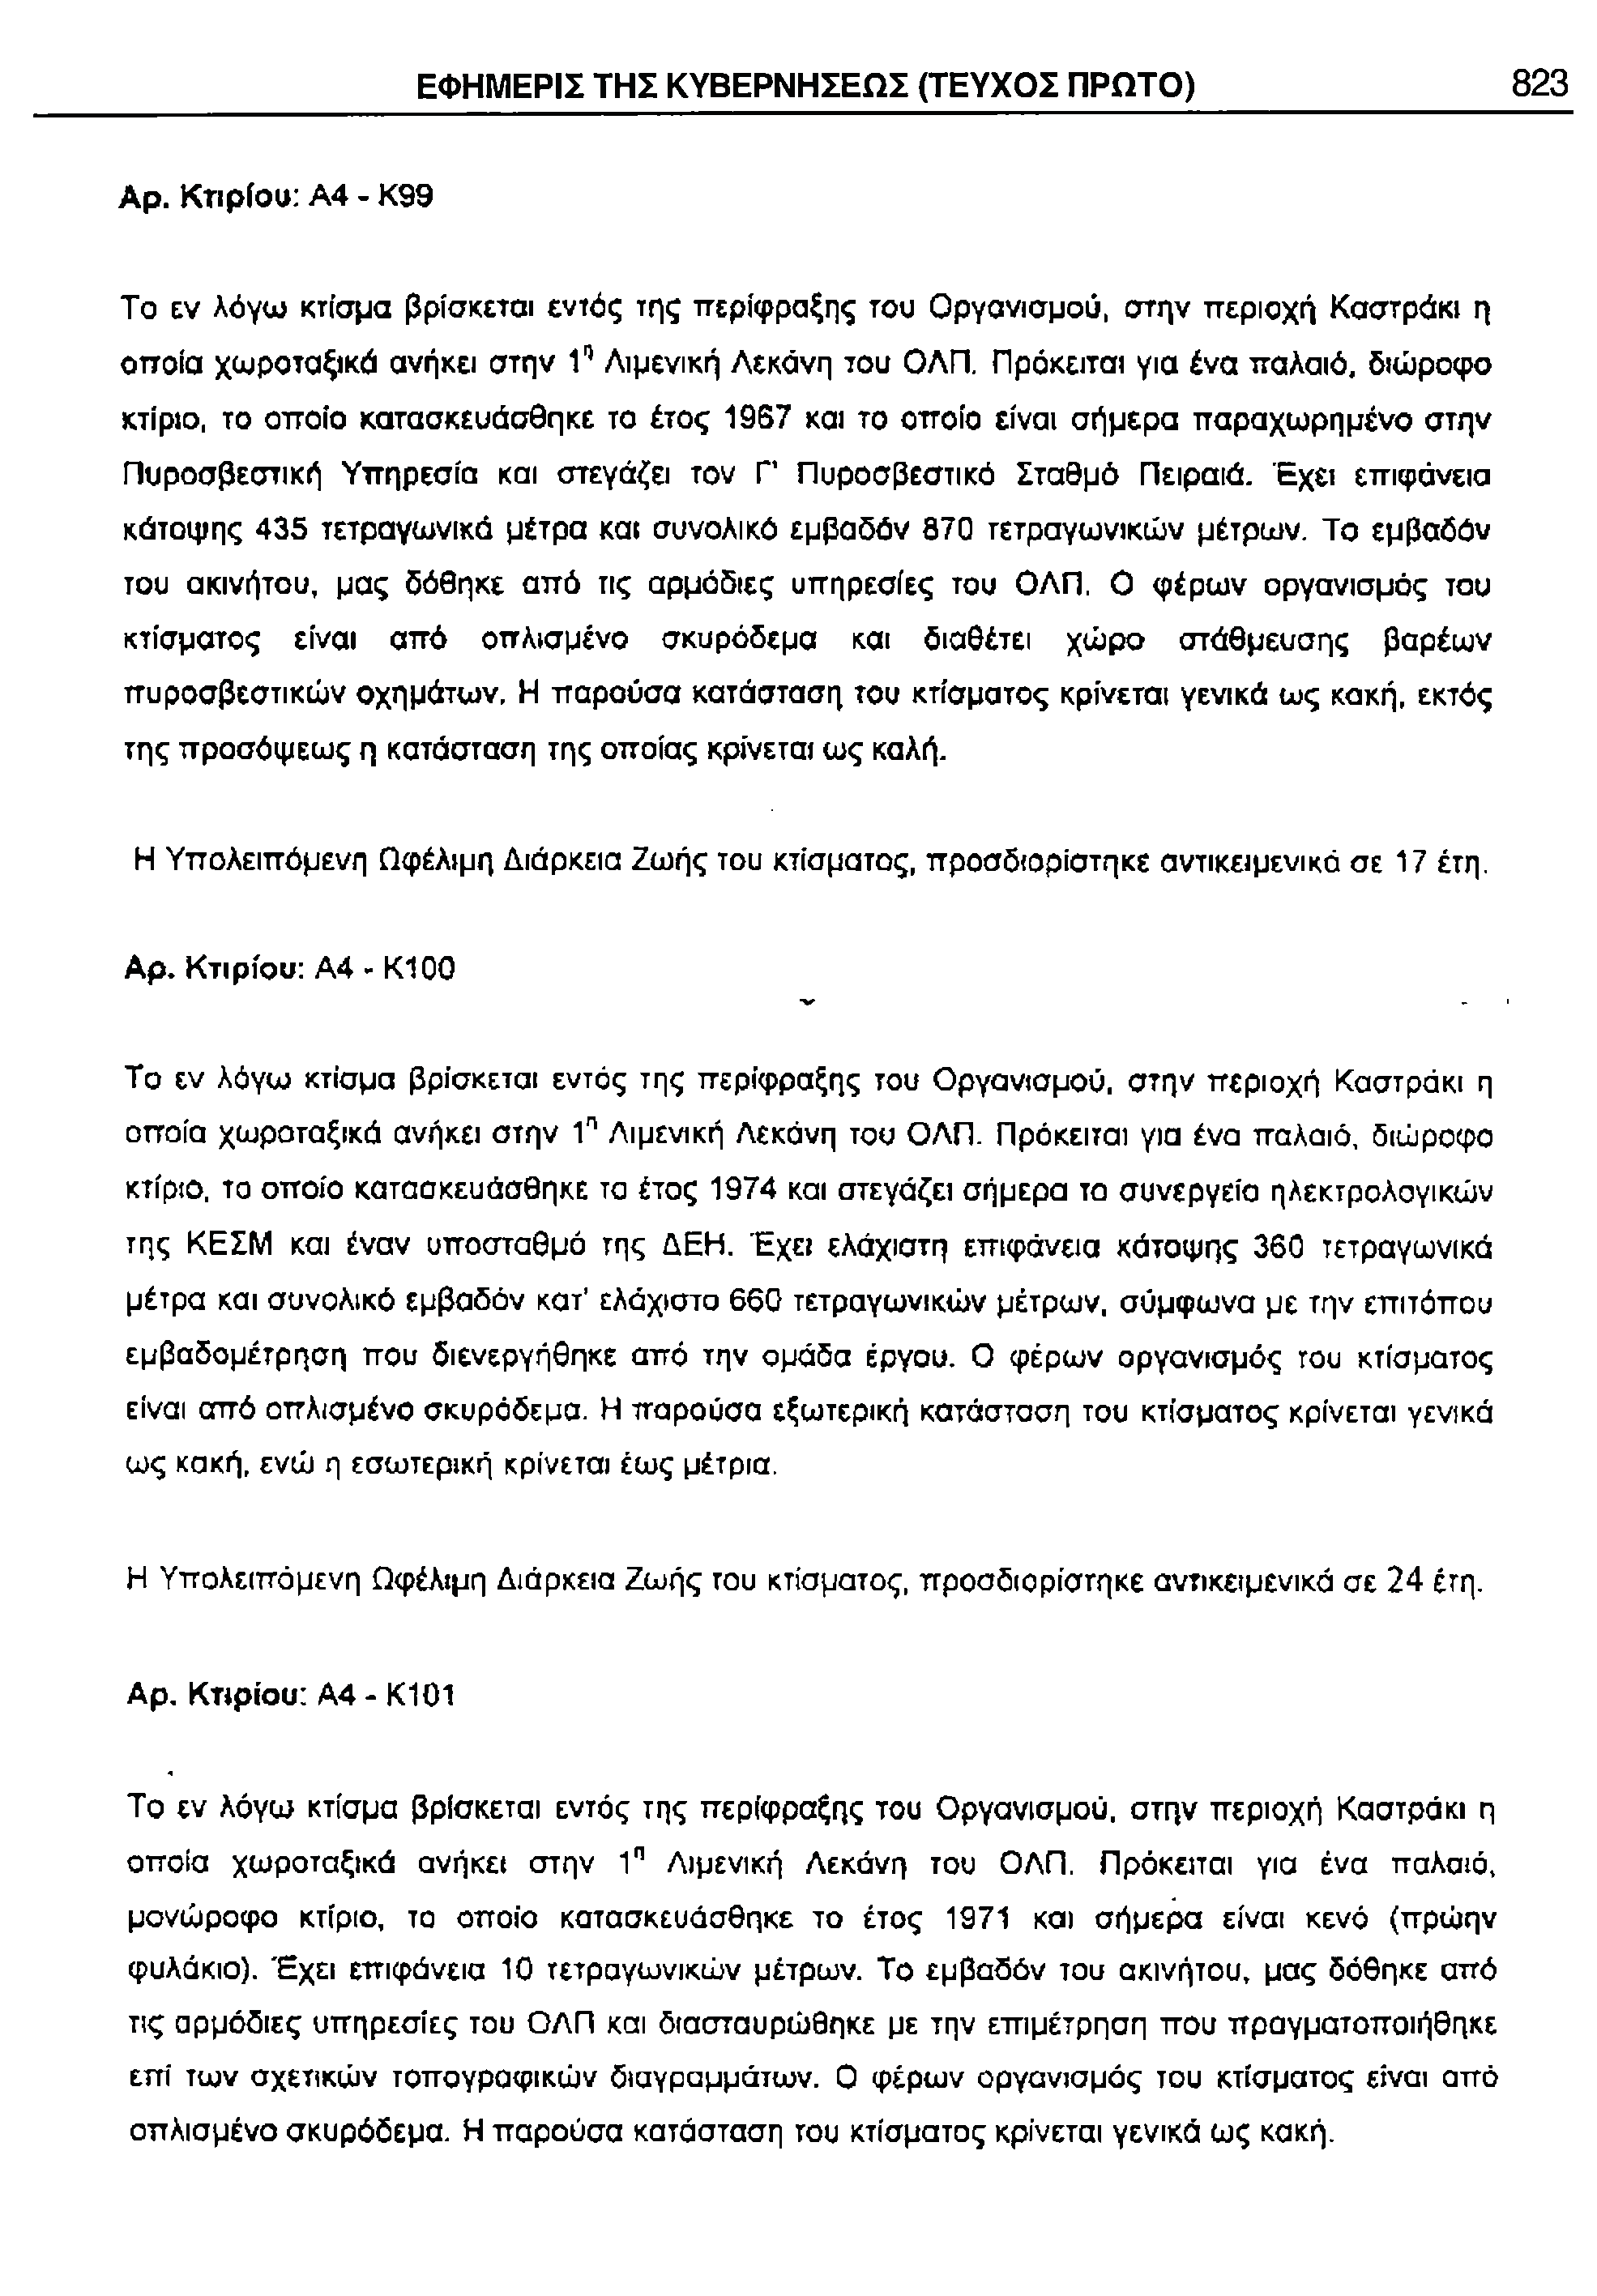 ΕΦΗΜΕΡΙΣ ΤΗΣ ΚΥΒΕΡΝΗΣΕΩΣ (ΤΕΥΧΟΣ ΠΡΩΤΟ) 823
Αρ. Κτιρίου: Α4 - Κ99
Το εν λόγω κτίσμα βρίσκεται εντός της περίφραξης του Οργανισμού, στην περιοχή Καστράκι η
οποία χωροταξικά ανήκει στην 1η Λιμενική Λεκάνη του ΟΛΠ. Πρόκειται για ένα παλαιό, διώροφο
κτίριο, το οποίο κατασκευάσθηκε το έτος 1967 και το οποίο είναι σήμερα παραχωρημένο στην
Πυροσβεστική Υπηρεσία και στεγάζει τον Γ' Πυροσβεστικό Σταθμό Πειραιά. Έχει επιφάνεια
κάτοψης 435 τετραγωνικά μέτρα και συνολικό εμβαδόν 870 τετραγωνικών μέτρων. Το εμβαδόν
του ακινήτου, μας δόθηκε από τις αρμόδιες υπηρεσίες του ΟΛΠ. Ο φέρων οργανισμός του
κτίσματος είναι από οπλισμένο σκυρόδεμα και διαθέτει χώρο στάθμευσης βαρέων
πυροσβεστικών οχημάτων. Η παρούσα κατάσταση του κτίσματος κρίνεται γενικά ως κακή, εκτός
της προσόψεως η κατάσταση της οποίας κρίνεται ως καλή.
Η Υπολειπόμενη Ωφέλιμη Διάρκεια Ζωής του κτίσματος, προσδιορίστηκε αντικειμενικά σε 17 έτη.
Αρ. Κτιρίου: Α4 - Κ100
Το εν λόγω κτίσμα βρίσκεται εντός της περίφραξης του Οργανισμού, στην περιοχή Καστράκι η
οποία χωροταξικά ανήκει στην 1η Λιμενική Λεκάνη του ΟΛΠ. Πρόκειται για ένα παλαιό, διώροφο
κτίριο, το οποίο κατασκευάσθηκε το έτος 1974 και στεγάζει σήμερα το συνεργείο ηλεκτρολογικών
της ΚΕΣΜ και έναν υποσταθμό της ΔΕΗ. Έχει ελάχιστη επιφάνεια κάτοψης 360 τετραγωνικά
μέτρα και συνολικό εμβαδόν κατ' ελάχιστο 660 τετραγωνικών μέτρων, σύμφωνα με την επιτόπου
εμβαδομέτρηση που διενεργήθηκε από την ομάδα έργου. Ο φέρων οργανισμός του κτίσματος
είναι από οπλισμένο σκυρόδεμα. Η παρούσα εξωτερική κατάσταση του κτίσματος κρίνεται γενικά
ως κακή, ενώ η εσωτερική κρίνεται έως μέτρια.
Η Υπολειπόμενη Ωφέλιμη Διάρκεια Ζωής του κτίσματος, προσδιορίστηκε αντικειμενικά σε 24 έτη.
Αρ. Κτιρίου: Α4 - Κ101
Το εν λόγω κτίσμα βρίσκεται εντός της περίφραξης του Οργανισμού, στην περιοχή Καστράκι η
οποία χωροταξικά ανήκει στην 1η Λιμενική Λεκάνη του ΟΛΠ. Πρόκειται για ένα παλαιό,
μονώροφο κτίριο, το οποίο κατασκευάσθηκε το έτος 1971 και σήμερα είναι κενό (πρώην
φυλάκιο). Έχει επιφάνεια 10 τετραγωνικών μέτρων. Το εμβαδόν του ακινήτου, μας δόθηκε από
τις αρμόδιες υπηρεσίες του ΟΛΠ και διασταυρώθηκε με την επιμέτρηση που πραγματοποιήθηκε
επί των σχετικών τοπογραφικών διαγραμμάτων. Ο φέρων οργανισμός του κτίσματος είναι από
οπλισμένο σκυρόδεμα. Η παρούσα κατάσταση του κτίσματος κρίνεται γενικά ως κακή.